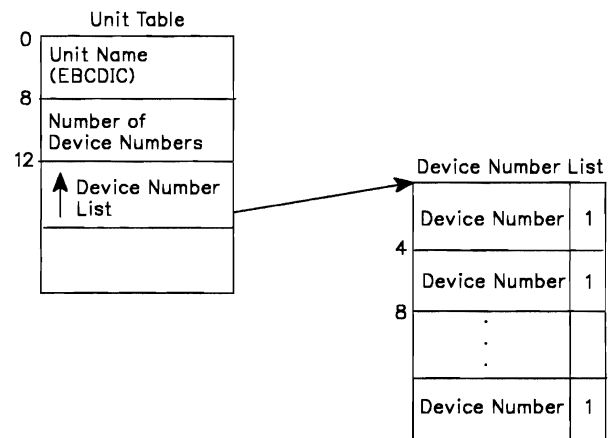 Unit Table
0
Unit Name
(EBCDIC)
8
Number of
Device Numbers
12
Device Number
List
Device Number List
Device Number 1
4
Device Number 1
8
Device Number 1